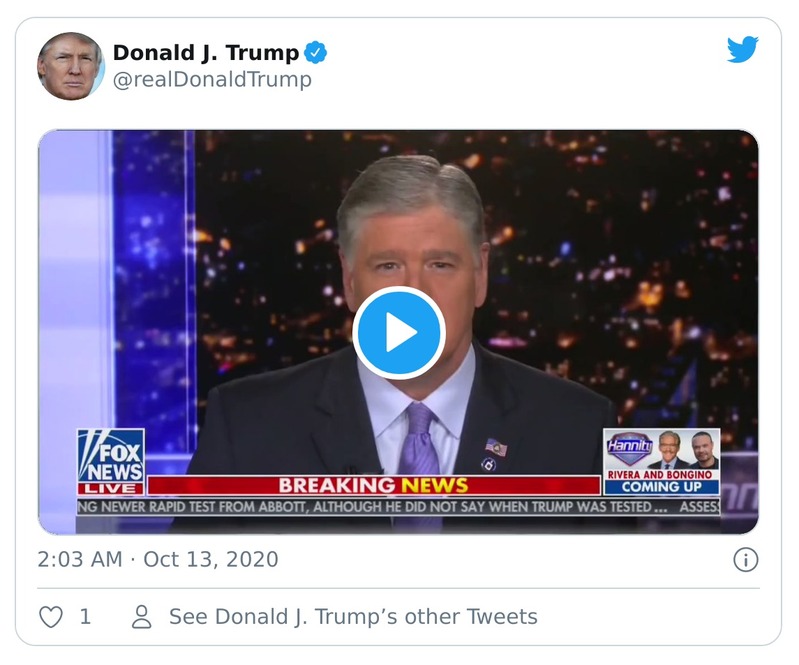 Donald J. Trump
@realDonaldTrump
FOX
NEWS
LIVE
BREAKING NEWS
Hannity
RIVERA AND BONGINO
COMING UP
NG NEWER RAPID TEST FROM ABBOTT, ALTHOUGH HE DID NOT SAY WHEN TRUMP WAS TESTED ... ASSES
2:03 AM · Oct 13, 2020
1
See Donald J. Trump’s other Tweets